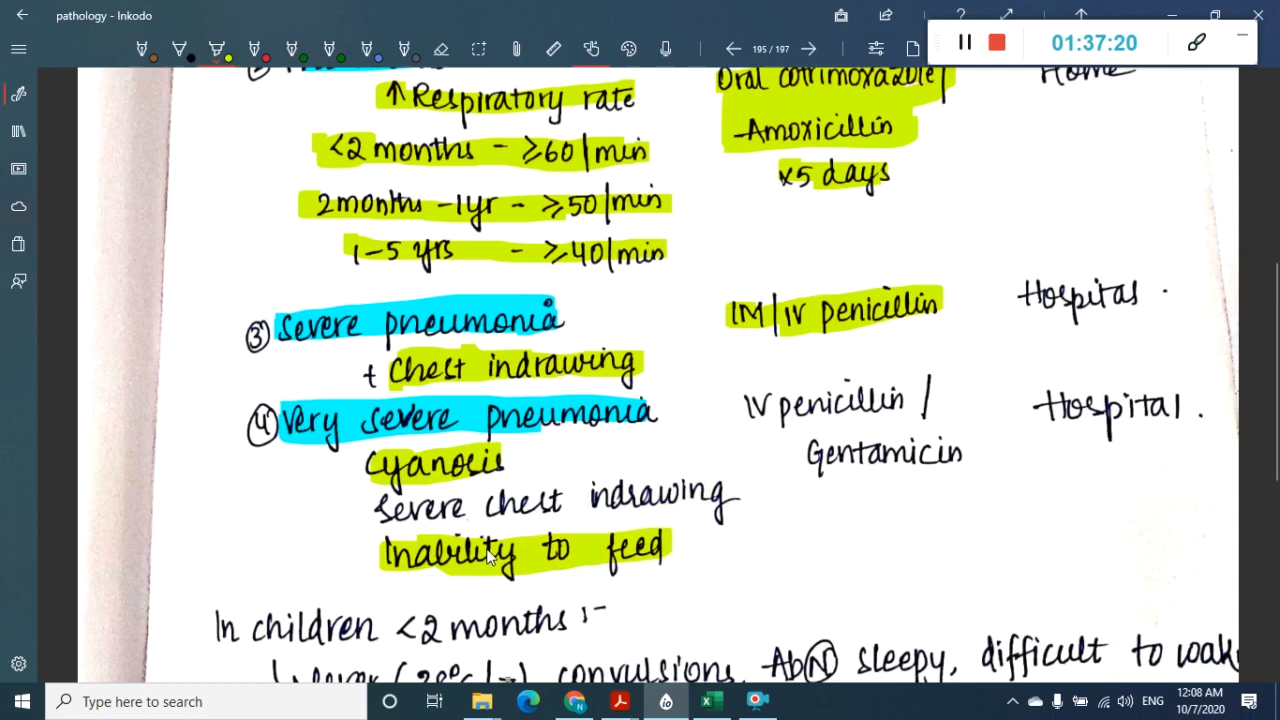 pathology - Inkodo
195 / 197
01:37:20
↑ Respiratory rate
Oral cotrimoxazole/
Home
<2 months - ≥60/min
Amoxicillin
x5 days
2months -1yr - ≥50/min
1-5 yrs - ≥40/min
③ Severe pneumonia
IM/IV penicillin
Hospital.
+ Chest indrawing
④ Very severe pneumonia
IV penicillin /
Hospital.
Cyanosis
Gentamicin
Severe chest indrawing
Inability to feed
In children <2 months :-
convulsions, AbⓃ sleepy, difficult to wake
Type here to search
ENG
12:08 AM
10/7/2020